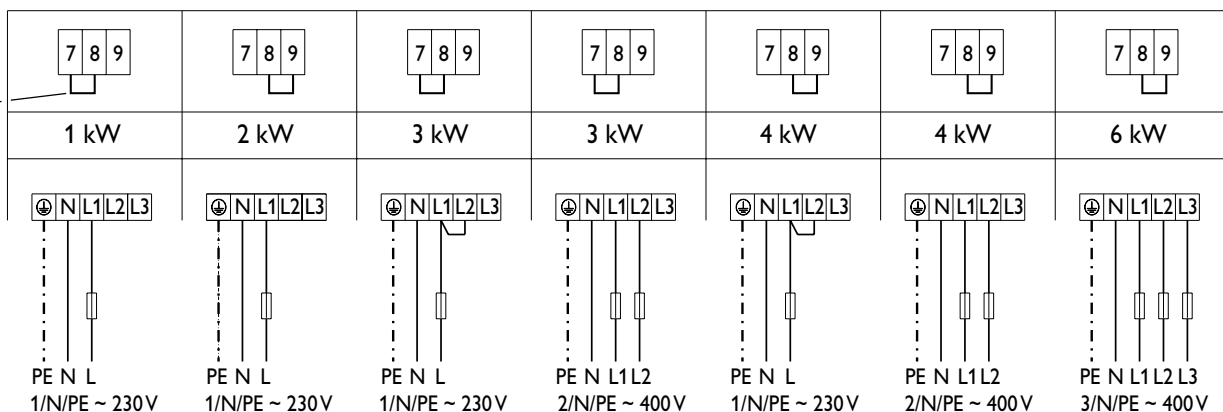 7 8 9 7 8 9 7 8 9 7 8 9 7 8 9 7 8 9 7 8 9
1 kW 2 kW 3 kW 3 kW 4 kW 4 kW 6 kW
N L1 L2 L3 N L1 L2 L3 N L1 L2 L3 N L1 L2 L3 N L1 L2 L3 N L1 L2 L3 N L1 L2 L3
PE N L PE N L PE N L PE N L1 L2 PE N L PE N L1 L2 PE N L1 L2 L3
1/N/PE ~ 230 V 1/N/PE ~ 230 V 1/N/PE ~ 230 V 2/N/PE ~ 400 V 1/N/PE ~ 230 V 2/N/PE ~ 400 V 3/N/PE ~ 400 V